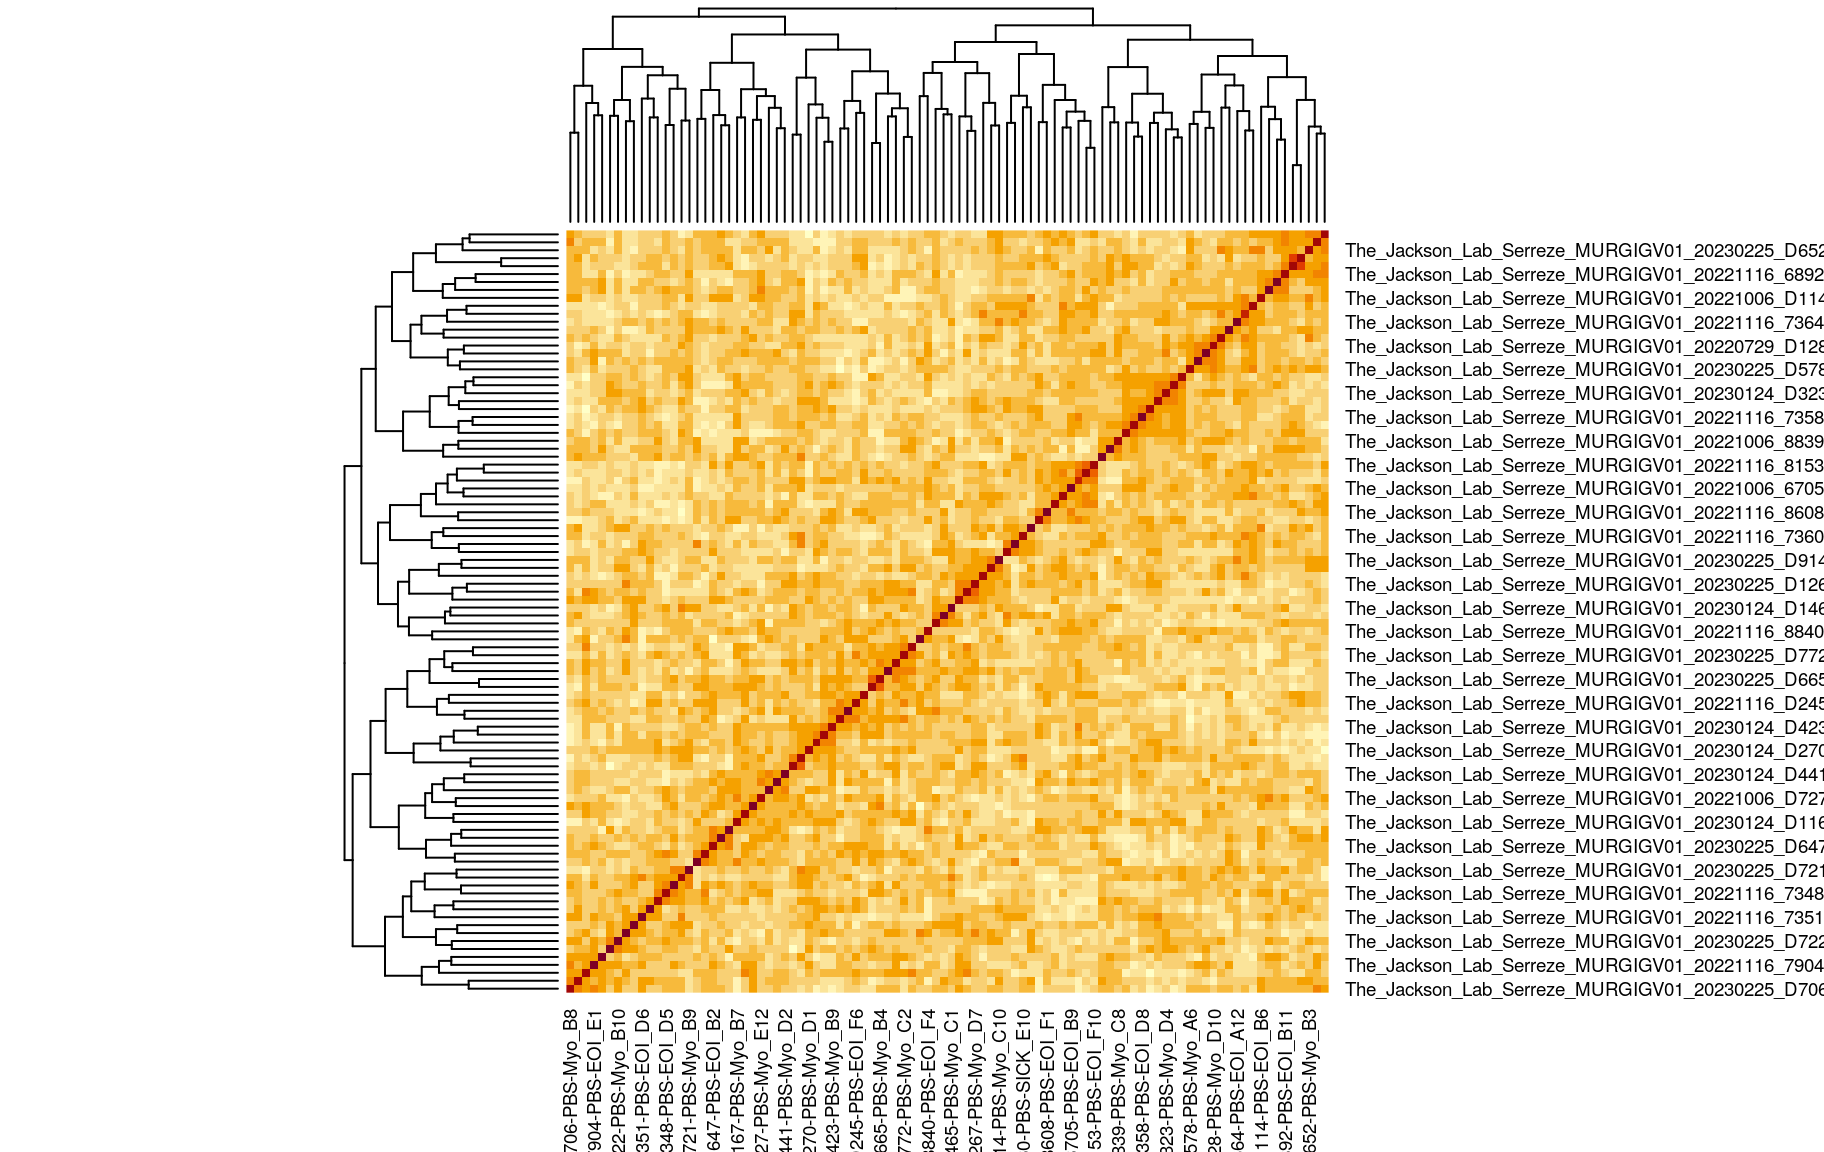 The_Jackson_Lab_Serreze_MURGIGV01_20230225_D652
The_Jackson_Lab_Serreze_MURGIGV01_20221116_6892
The_Jackson_Lab_Serreze_MURGIGV01_20221006_D114
The_Jackson_Lab_Serreze_MURGIGV01_20221116_7364
The_Jackson_Lab_Serreze_MURGIGV01_20220729_D128
The_Jackson_Lab_Serreze_MURGIGV01_20230225_D578
The_Jackson_Lab_Serreze_MURGIGV01_20230124_D323
The_Jackson_Lab_Serreze_MURGIGV01_20221116_7358
The_Jackson_Lab_Serreze_MURGIGV01_20221006_8839
The_Jackson_Lab_Serreze_MURGIGV01_20221116_8153
The_Jackson_Lab_Serreze_MURGIGV01_20221006_6705
The_Jackson_Lab_Serreze_MURGIGV01_20221116_8608
The_Jackson_Lab_Serreze_MURGIGV01_20221116_7360
The_Jackson_Lab_Serreze_MURGIGV01_20230225_D914
The_Jackson_Lab_Serreze_MURGIGV01_20230225_D126
The_Jackson_Lab_Serreze_MURGIGV01_20230124_D146
The_Jackson_Lab_Serreze_MURGIGV01_20221116_8840
The_Jackson_Lab_Serreze_MURGIGV01_20230225_D772
The_Jackson_Lab_Serreze_MURGIGV01_20230225_D665
The_Jackson_Lab_Serreze_MURGIGV01_20221116_D245
The_Jackson_Lab_Serreze_MURGIGV01_20230124_D423
The_Jackson_Lab_Serreze_MURGIGV01_20230124_D270
The_Jackson_Lab_Serreze_MURGIGV01_20230124_D441
The_Jackson_Lab_Serreze_MURGIGV01_20221006_D727
The_Jackson_Lab_Serreze_MURGIGV01_20230124_D116
The_Jackson_Lab_Serreze_MURGIGV01_20230225_D647
The_Jackson_Lab_Serreze_MURGIGV01_20230225_D721
The_Jackson_Lab_Serreze_MURGIGV01_20221116_7348
The_Jackson_Lab_Serreze_MURGIGV01_20221116_7351
The_Jackson_Lab_Serreze_MURGIGV01_20230225_D722
The_Jackson_Lab_Serreze_MURGIGV01_20221116_7904
The_Jackson_Lab_Serreze_MURGIGV01_20230225_D706
706-PBS-Myo_B8
7904-PBS-EOI_E1
22-PBS-Myo_B10
351-PBS-EOI_D6
348-PBS-EOI_D5
721-PBS-Myo_B9
647-PBS-EOI_B2
167-PBS-Myo_B7
27-PBS-Myo_E12
441-PBS-Myo_D2
270-PBS-Myo_D1
423-PBS-Myo_B9
245-PBS-EOI_F6
665-PBS-Myo_B4
772-PBS-Myo_C2
8840-PBS-EOI_F4
465-PBS-Myo_C1
267-PBS-Myo_D7
14-PBS-Myo_C10
0-PBS-SICK_E10
8608-PBS-EOI_F1
705-PBS-EOI_B9
53-PBS-EOI_F10
839-PBS-Myo_C8
358-PBS-EOI_D8
323-PBS-Myo_D4
578-PBS-Myo_A6
28-PBS-Myo_D10
64-PBS-EOI_A12
114-PBS-EOI_B6
92-PBS-EOI_B11
652-PBS-Myo_B3